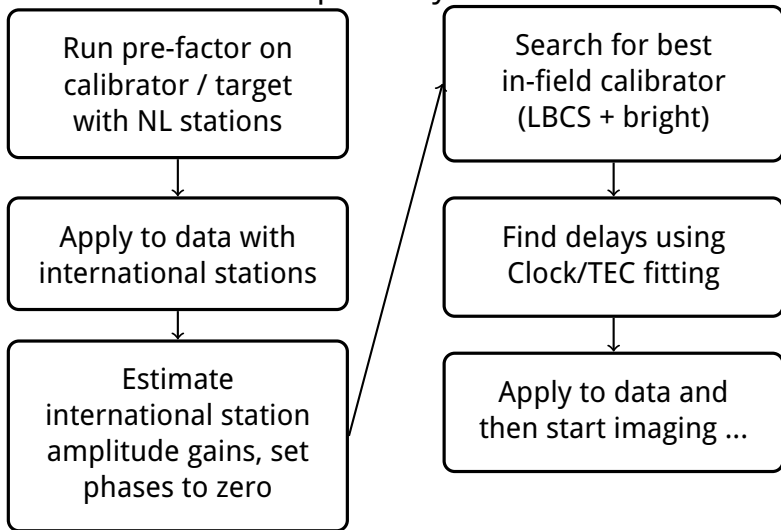 Run pre-factor on
calibrator / target
with NL stations
Apply to data with
international stations
Estimate
international station
amplitude gains, set
phases to zero
Search for best
in-field calibrator
(LBCS + bright)
Find delays using
Clock/TEC fitting
Apply to data and
then start imaging ...